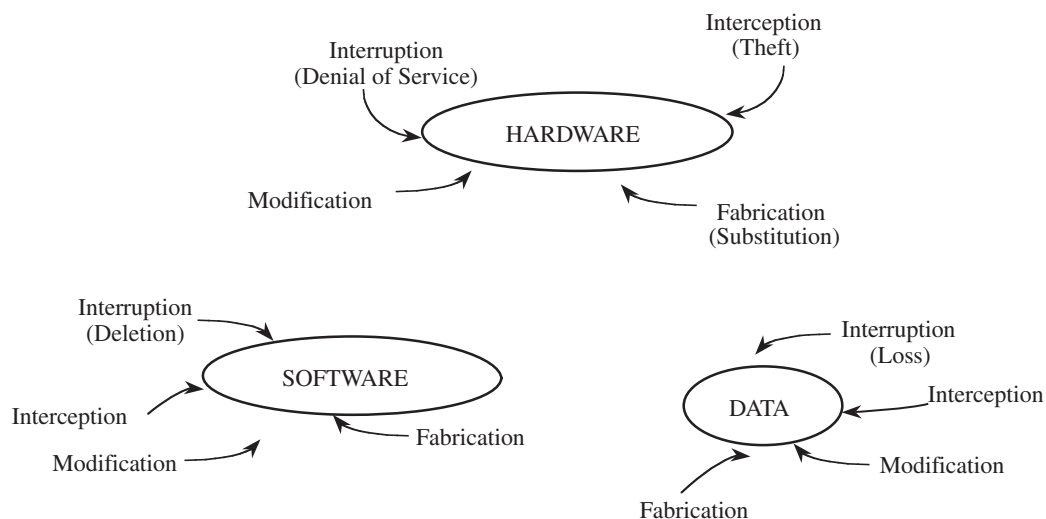 Interception
(Theft)
Interruption
(Denial of Service)
HARDWARE
Modification
Fabrication
(Substitution)
Interruption
(Deletion)
SOFTWARE
Interception
Modification
Fabrication
Interruption
(Loss)
Interception
DATA
Modification
Fabrication